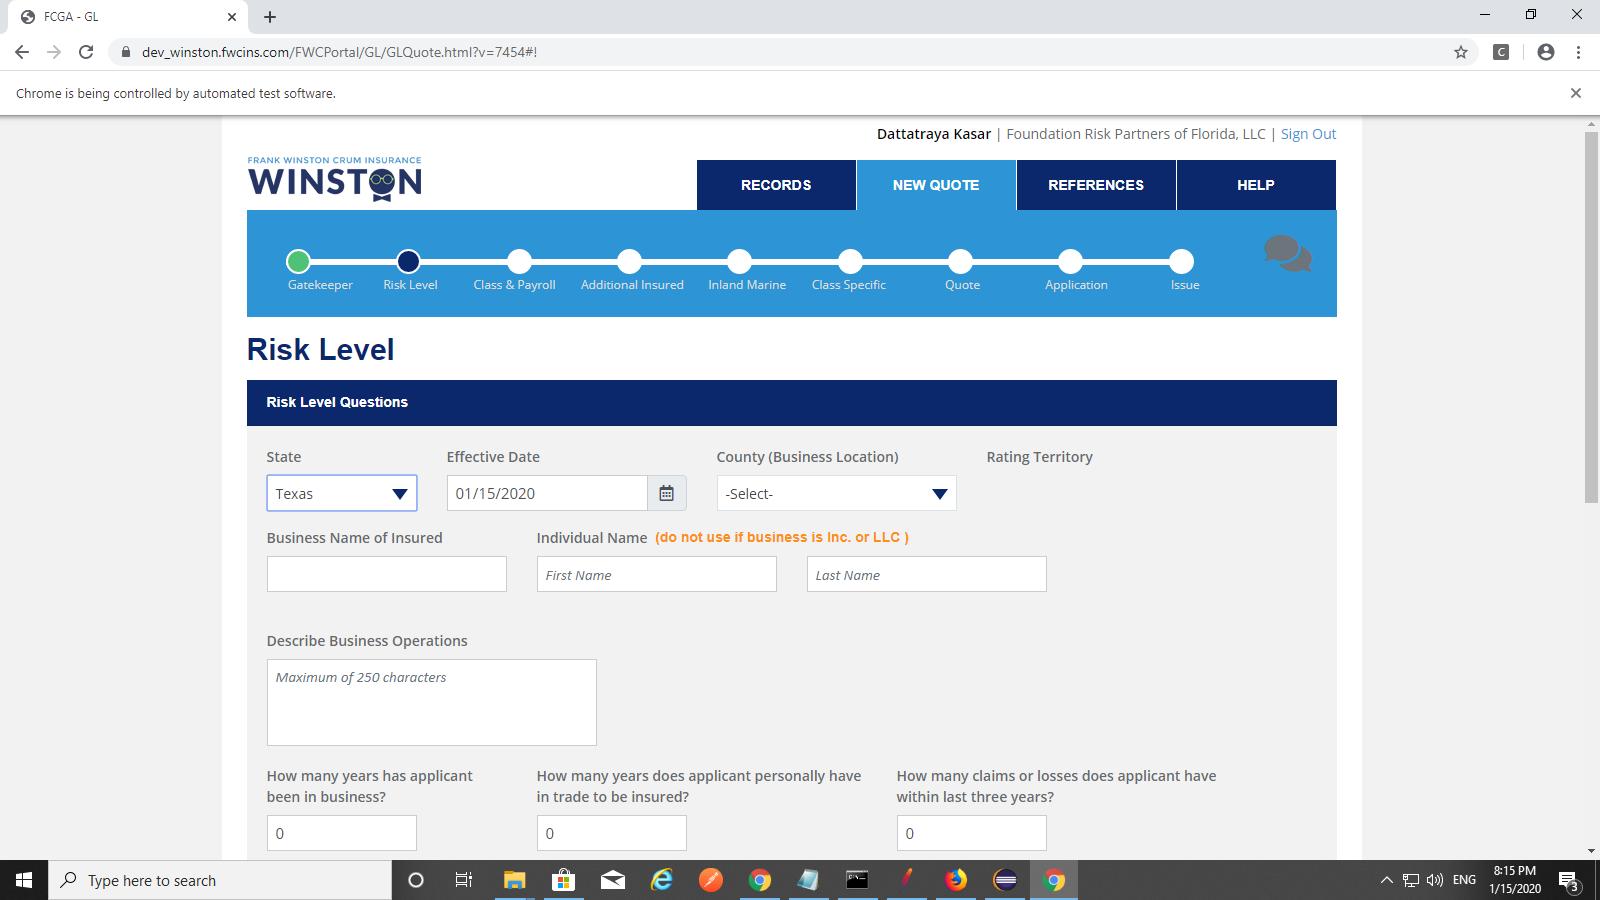 FCGA - GL
dev_winston.fwcins.com/FWCPortal/GL/GLQuote.html?v=7454#!
C
Chrome is being controlled by automated test software.
Dattatraya Kasar | Foundation Risk Partners of Florida, LLC | Sign Out
FRANK WINSTON CRUM INSURANCE
WINSTON
RECORDS
NEW QUOTE
REFERENCES
HELP
Gatekeeper
Risk Level
Class & Payroll
Additional Insured
Inland Marine
Class Specific
Quote
Application
Issue
Risk Level
Risk Level Questions
State
Effective Date
County (Business Location)
Rating Territory
Texas
01/15/2020
-Select-
Business Name of Insured
Individual Name (do not use if business is Inc. or LLC )
First Name
Last Name
Describe Business Operations
Maximum of 250 characters
How many years has applicant
been in business?
How many years does applicant personally have
in trade to be insured?
How many claims or losses does applicant have
within last three years?
0
0
0
Type here to search
ENG
8:15 PM
1/15/2020
3